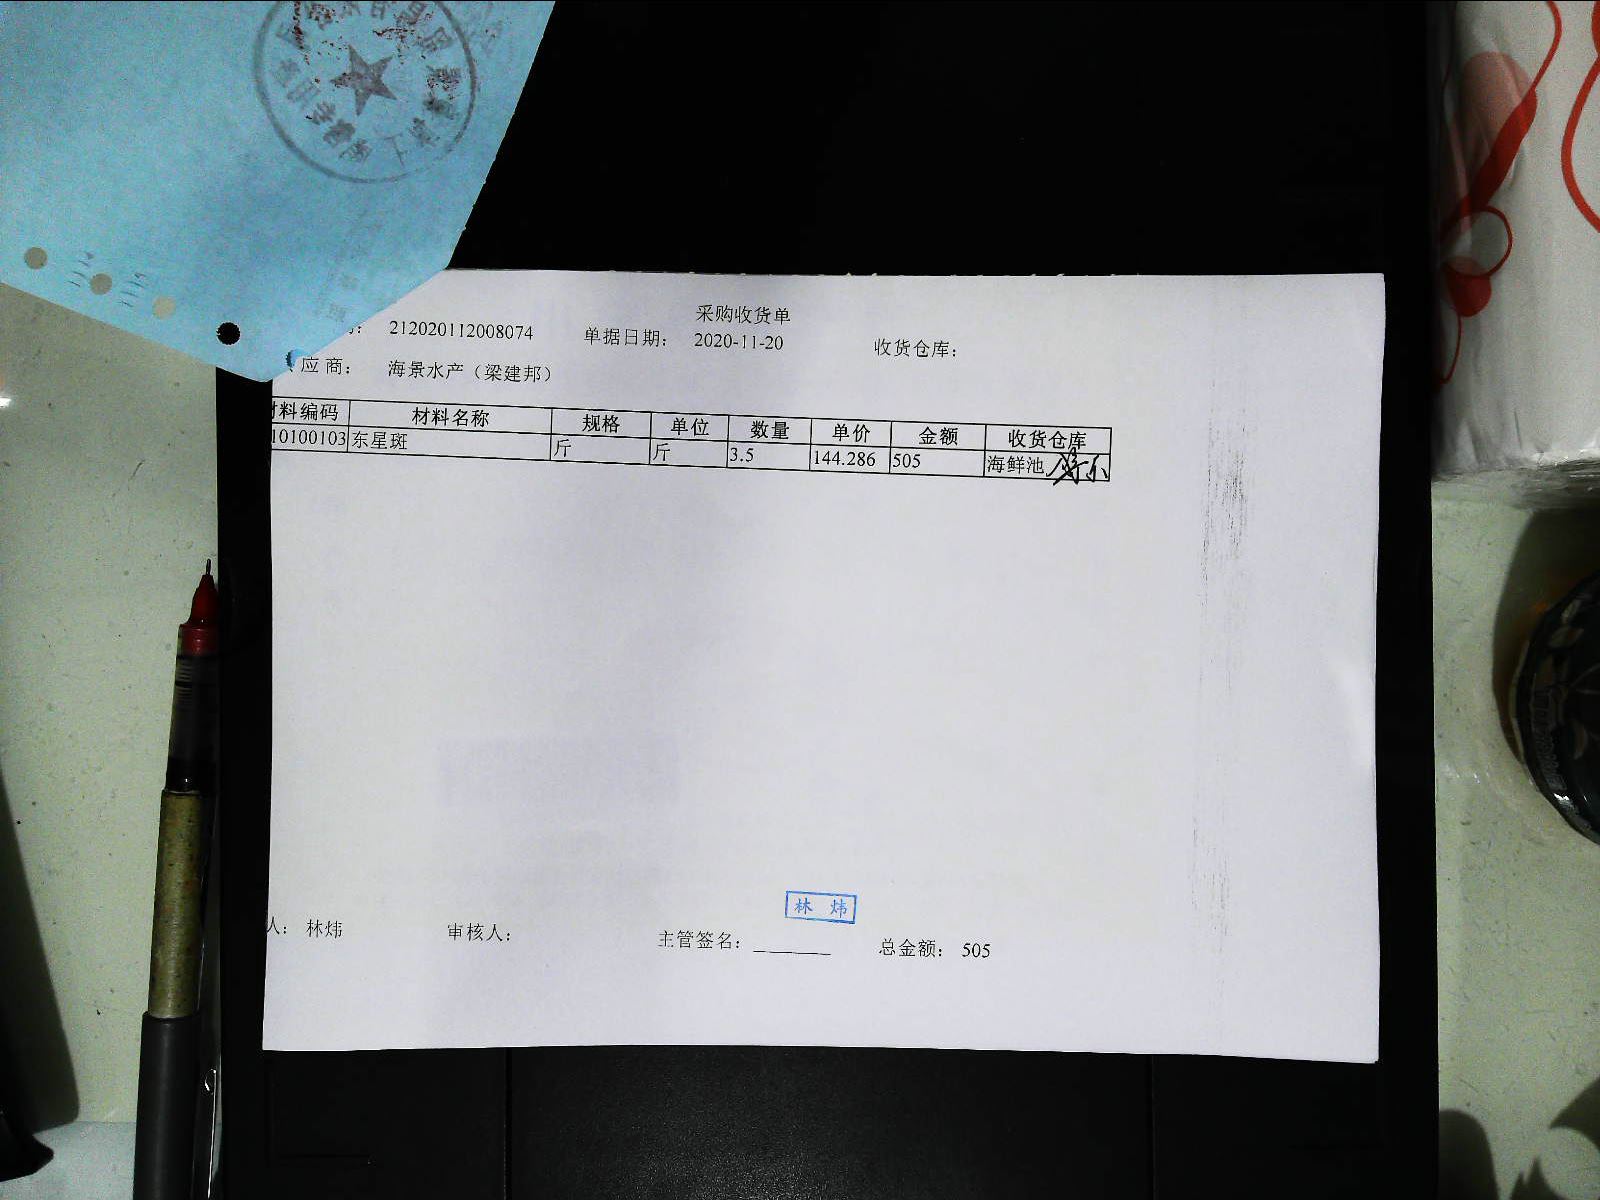 采购收货单
212020112008074 单据日期: 2020-11-20 收货仓库:
应商: 海景水产（梁建邦）
材料编码 材料名称 规格 单位 数量 单价 金额 收货仓库
10100103 东星斑 斤 斤 3.5 144.286 505 海鲜池
林 炜
人: 林炜 审核人: 主管签名: ________ 总金额: 505